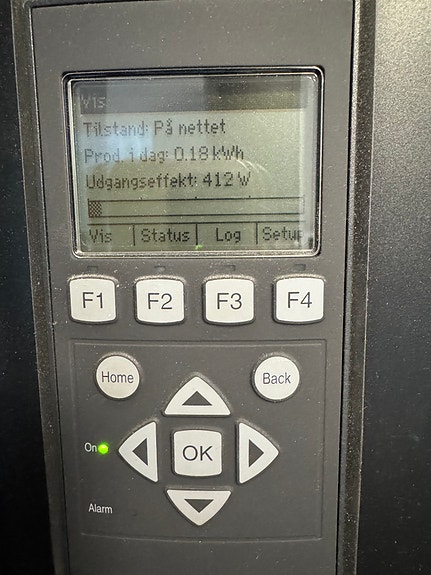 Vis
Tilstand: På nettet
Prod. i dag: 0.18 kWh
Udgangseffekt: 412 W
Vis | Status | Log | Setup
F1 F2 F3 F4
Home Back
On OK
Alarm